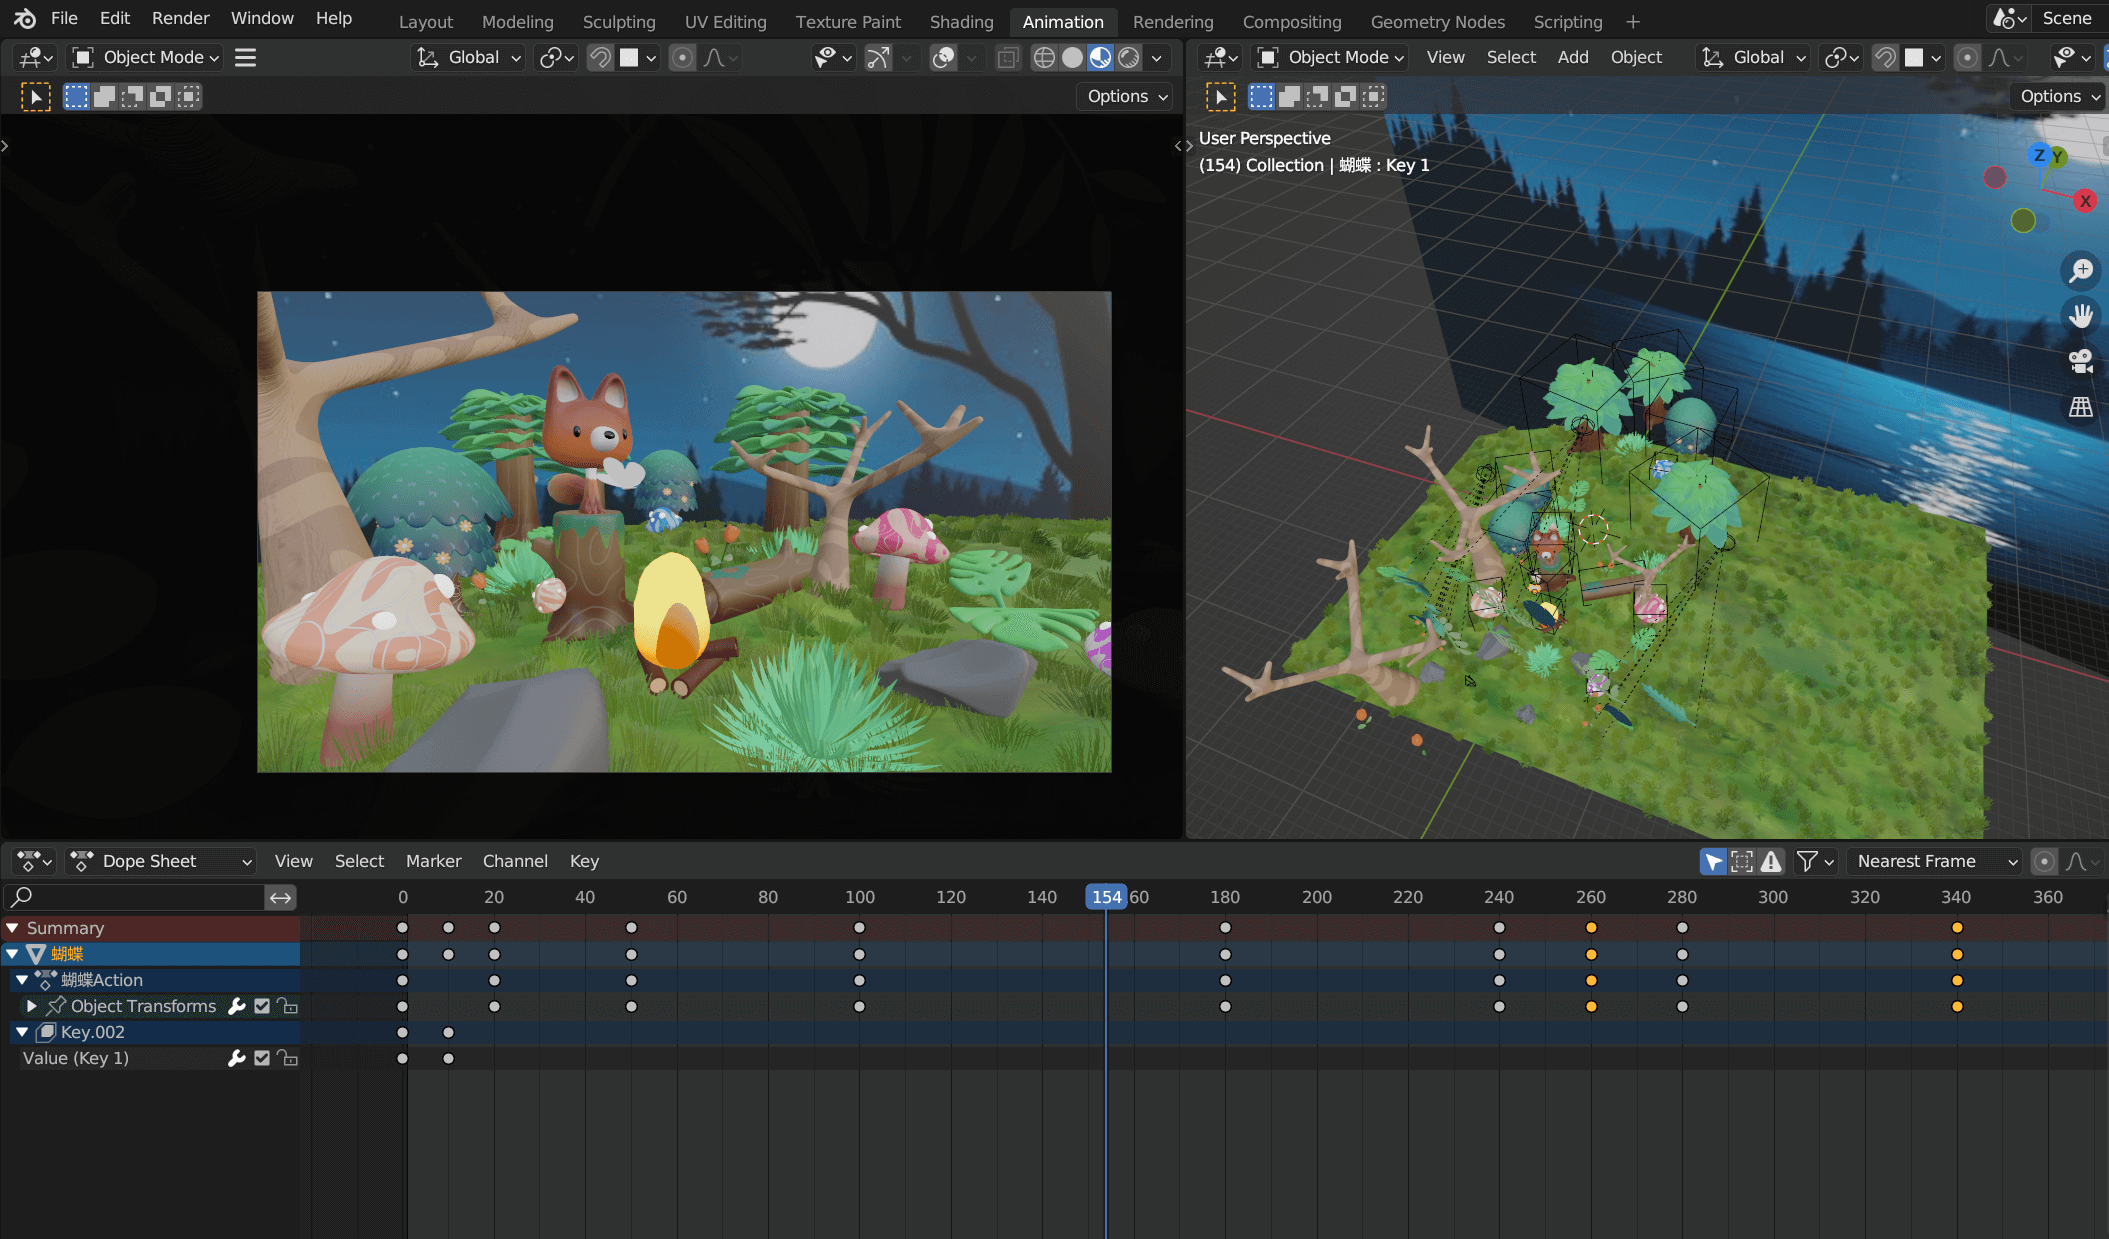 File Edit Render Window Help Layout Modeling Sculpting UV Editing Texture Paint Shading Animation Rendering Compositing Geometry Nodes Scripting + Scene
Object Mode Global
Options
Object Mode View Select Add Object Global
Options
User Perspective
(154) Collection | 蝴蝶 : Key 1
Z Y
X
Dope Sheet View Select Marker Channel Key Nearest Frame
0 20 40 60 80 100 120 140 154 60 180 200 220 240 260 280 300 320 340 360
Summary
蝴蝶
蝴蝶Action
Object Transforms
Key.002
Value (Key 1)